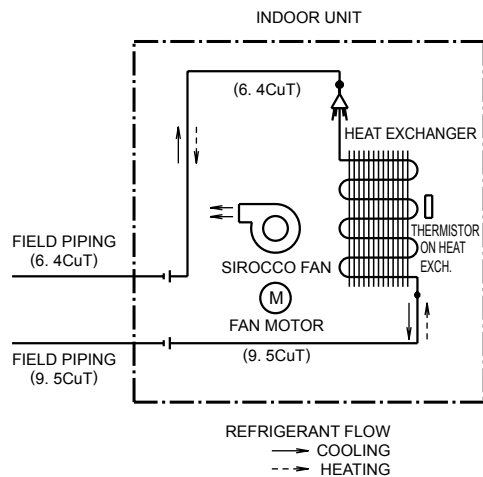 INDOOR UNIT
(6. 4CuT)
HEAT EXCHANGER
THERMISTOR
ON HEAT
EXCH.
FIELD PIPING
(6. 4CuT)
SIROCCO FAN
M
FAN MOTOR
FIELD PIPING
(9. 5CuT)
(9. 5CuT)
REFRIGERANT FLOW
COOLING
HEATING